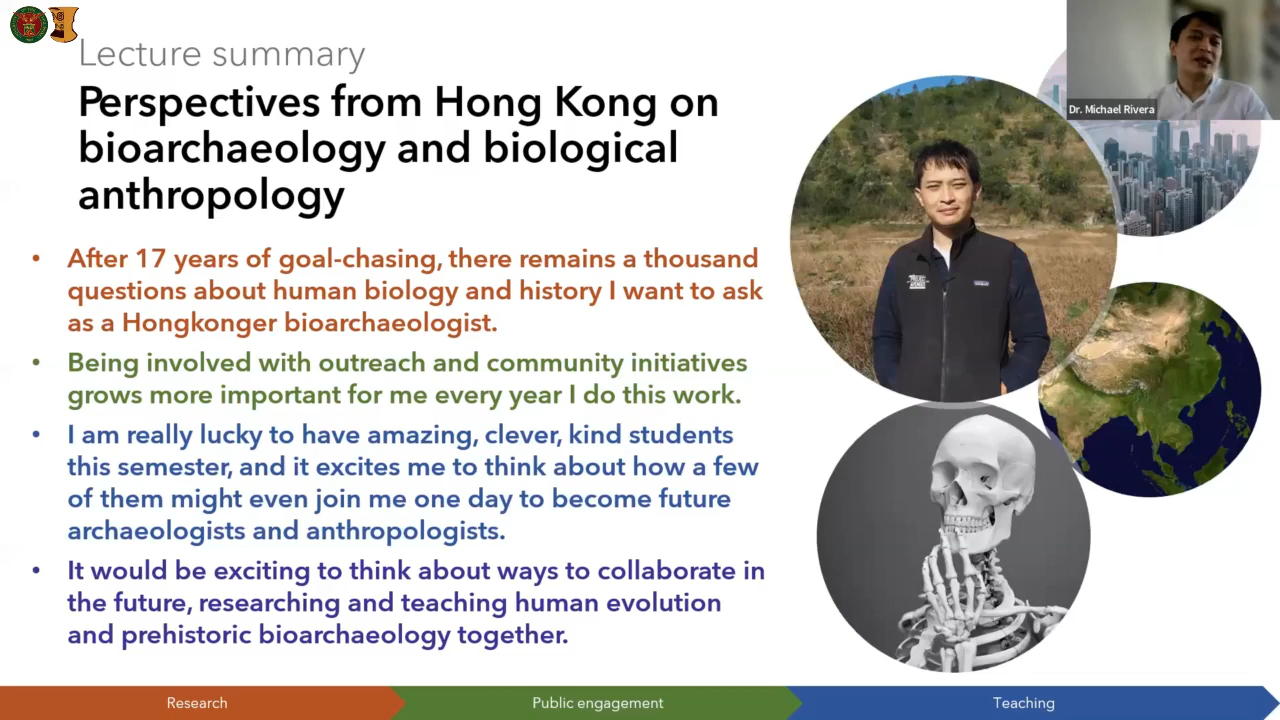 Lecture summary
Perspectives from Hong Kong on
bioarchaeology and biological
anthropology
Dr. Michael Rivera
• After 17 years of goal-chasing, there remains a thousand
questions about human biology and history I want to ask
as a Hongkonger bioarchaeologist.
• Being involved with outreach and community initiatives
grows more important for me every year I do this work.
• I am really lucky to have amazing, clever, kind students
this semester, and it excites me to think about how a few
of them might even join me one day to become future
archaeologists and anthropologists.
• It would be exciting to think about ways to collaborate in
the future, researching and teaching human evolution
and prehistoric bioarchaeology together.
Research
Public engagement
Teaching